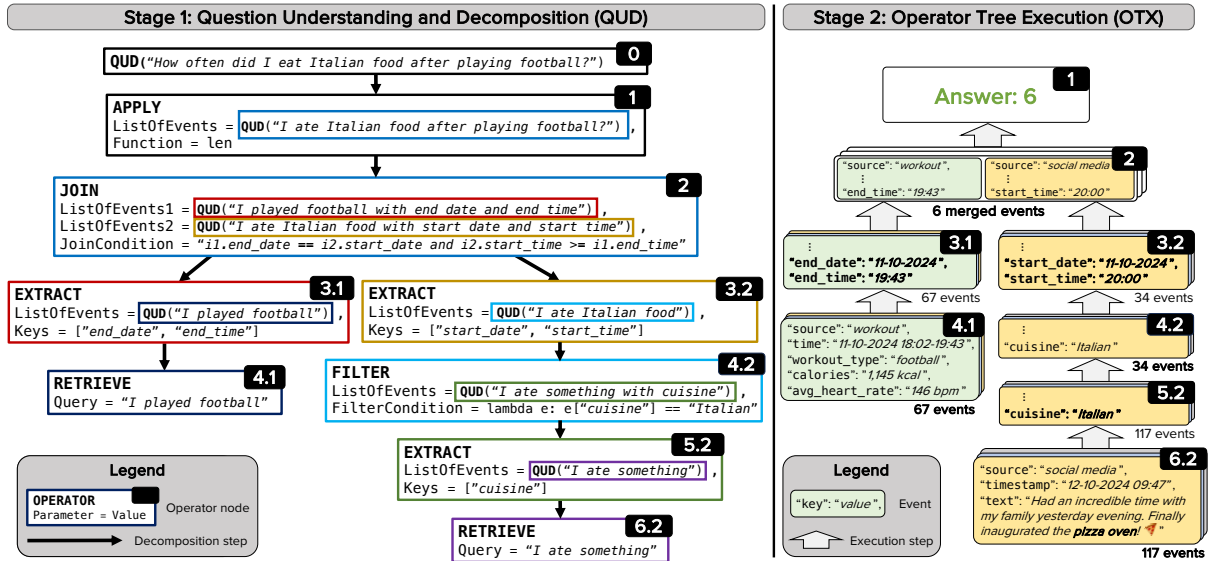 Stage 1: Question Understanding and Decomposition (QUD)
0
QUD(“How often did I eat Italian food after playing football?”)
1
APPLY
ListOfEvents = QUD(“I ate Italian food after playing football?”) ,
Function = len
2
JOIN
ListOfEvents1 = QUD(“I played football with end date and end time”) ,
ListOfEvents2 = QUD(“I ate Italian food with start date and start time”) ,
JoinCondition = “i1.end_date == i2.start_date and i2.start_time >= i1.end_time”
3.1
EXTRACT
ListOfEvents = QUD(“I played football”) ,
Keys = [”end_date”, “end_time”]
3.2
EXTRACT
ListOfEvents = QUD(“I ate Italian food”) ,
Keys = [”start_date”, “start_time”]
4.1
RETRIEVE
Query = “I played football”
4.2
FILTER
ListOfEvents = QUD(“I ate something with cuisine”) ,
FilterCondition = lambda e: e[“cuisine”] == “Italian”
5.2
EXTRACT
ListOfEvents = QUD(“I ate something”) ,
Keys = [”cuisine”]
6.2
RETRIEVE
Query = “I ate something”
Legend
OPERATOR
Parameter = Value
Operator node
Decomposition step
Stage 2: Operator Tree Execution (OTX)
1
Answer: 6
2
“source”: “workout”,
⋮
“end_time”: “19:43”
“source”: “social media
⋮
“start_time”: “20:00”
6 merged events
3.1
⋮
“end_date”: “11-10-2024”,
“end_time”: “19:43”
67 events
3.2
⋮
“start_date”: “11-10-2024”,
“start_time”: “20:00”
34 events
4.1
“source”: “workout”,
“time”: “11-10-2024 18:02-19:43”,
“workout_type”: “football”,
“calories”: “1,145 kcal”,
“avg_heart_rate”: “146 bpm”
67 events
4.2
⋮
“cuisine”: “Italian”
34 events
5.2
⋮
“cuisine”: “Italian”
117 events
6.2
“source”: “social media”,
“timestamp”: “12-10-2024 09:47”,
“text”: “Had an incredible time with
my family yesterday evening. Finally
inaugurated the pizza oven! 🍕”
117 events
Legend
“key”: “value”,
Event
Execution step